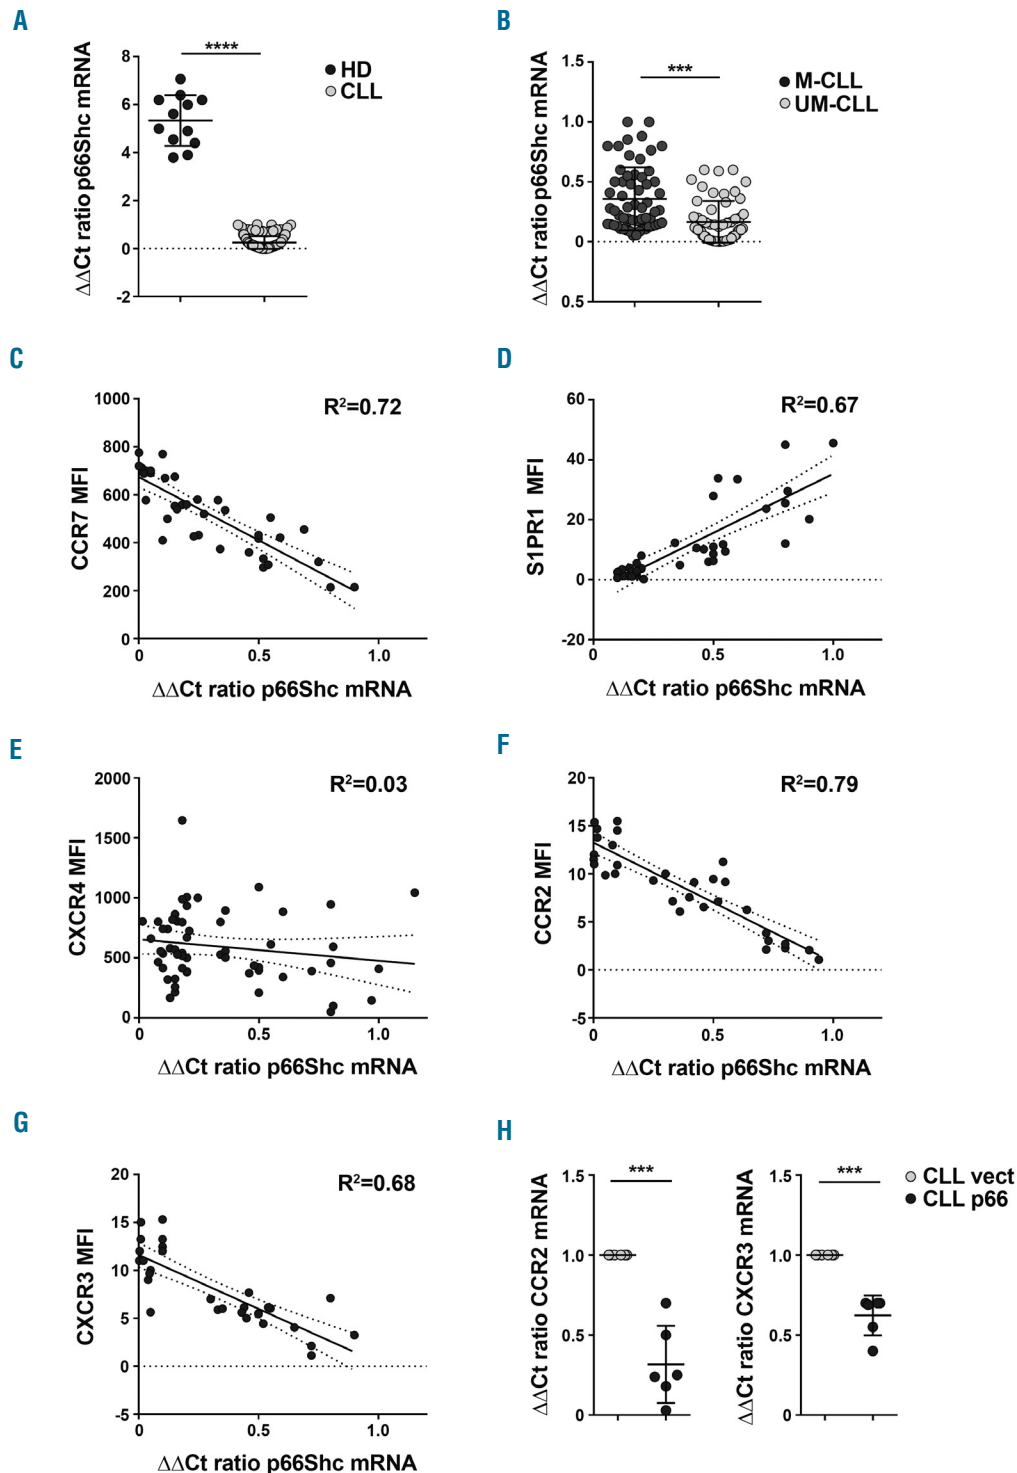 A
ΔΔCt ratio p66Shc mRNA
8
6
4
2
0
-2
****
HD
CLL
B
ΔΔCt ratio p66Shc mRNA
1.5
1.0
0.5
0
0.5
***
M-CLL
UM-CLL
C
CCR7 MFI
1000
800
600
400
200
0
R²=0.72
0 0.5 1.0
ΔΔCt ratio p66Shc mRNA
D
S1PR1 MFI
60
40
20
0
-20
R²=0.67
0 0.5 1.0
ΔΔCt ratio p66Shc mRNA
E
CXCR4 MFI
2000
1500
1000
500
0
R²=0.03
0 0.5 1.0
ΔΔCt ratio p66Shc mRNA
F
CCR2 MFI
20
15
10
5
0
-5
R²=0.79
0 0.5 1.0
ΔΔCt ratio p66Shc mRNA
G
CXCR3 MFI
20
15
10
5
0
-5
R²=0.68
0 0.5 1.0
ΔΔCt ratio p66Shc mRNA
H
ΔΔCt ratio CCR2 mRNA
1.5
1.0
0.5
0
***
ΔΔCt ratio CXCR3 mRNA
1.5
1.0
0.5
0
***
CLL vect
CLL p66